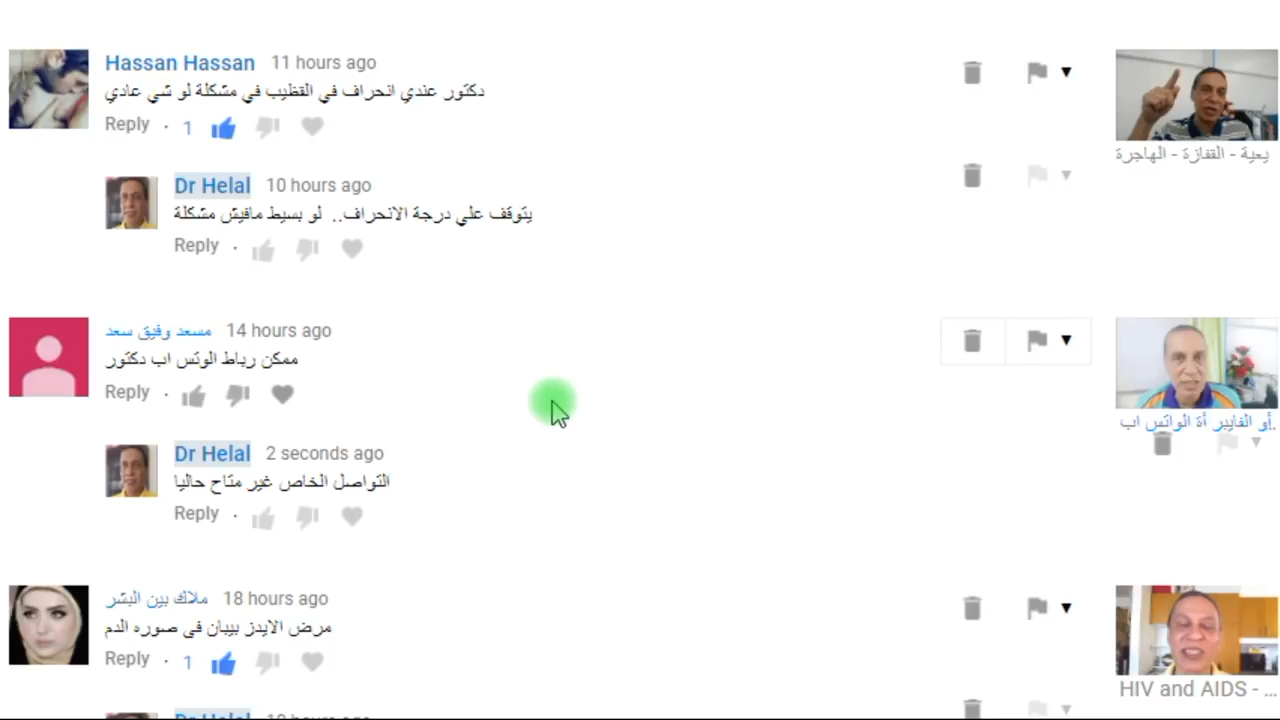 Hassan Hassan 11 hours ago
دكتور عندي انحراف في القظيب في مشكلة لو شي عادي
Reply · 1
يعية - القفازة - الهاجرة
Dr Helal 10 hours ago
يتوقف علي درجة الانحراف.. لو بسيط مافيش مشكلة
Reply ·
مسعد وفيق سعد 14 hours ago
ممكن رباط الوتس اب دكتور
Reply ·
أو الفايبر أة الواتس اب.
Dr Helal 2 seconds ago
التواصل الخاص غير متاح حاليا
Reply ·
ملاك بين البشر 18 hours ago
مرض الايدز بيبان في صوره الدم
Reply · 1
HIV and AIDS - ...
Dr Helal